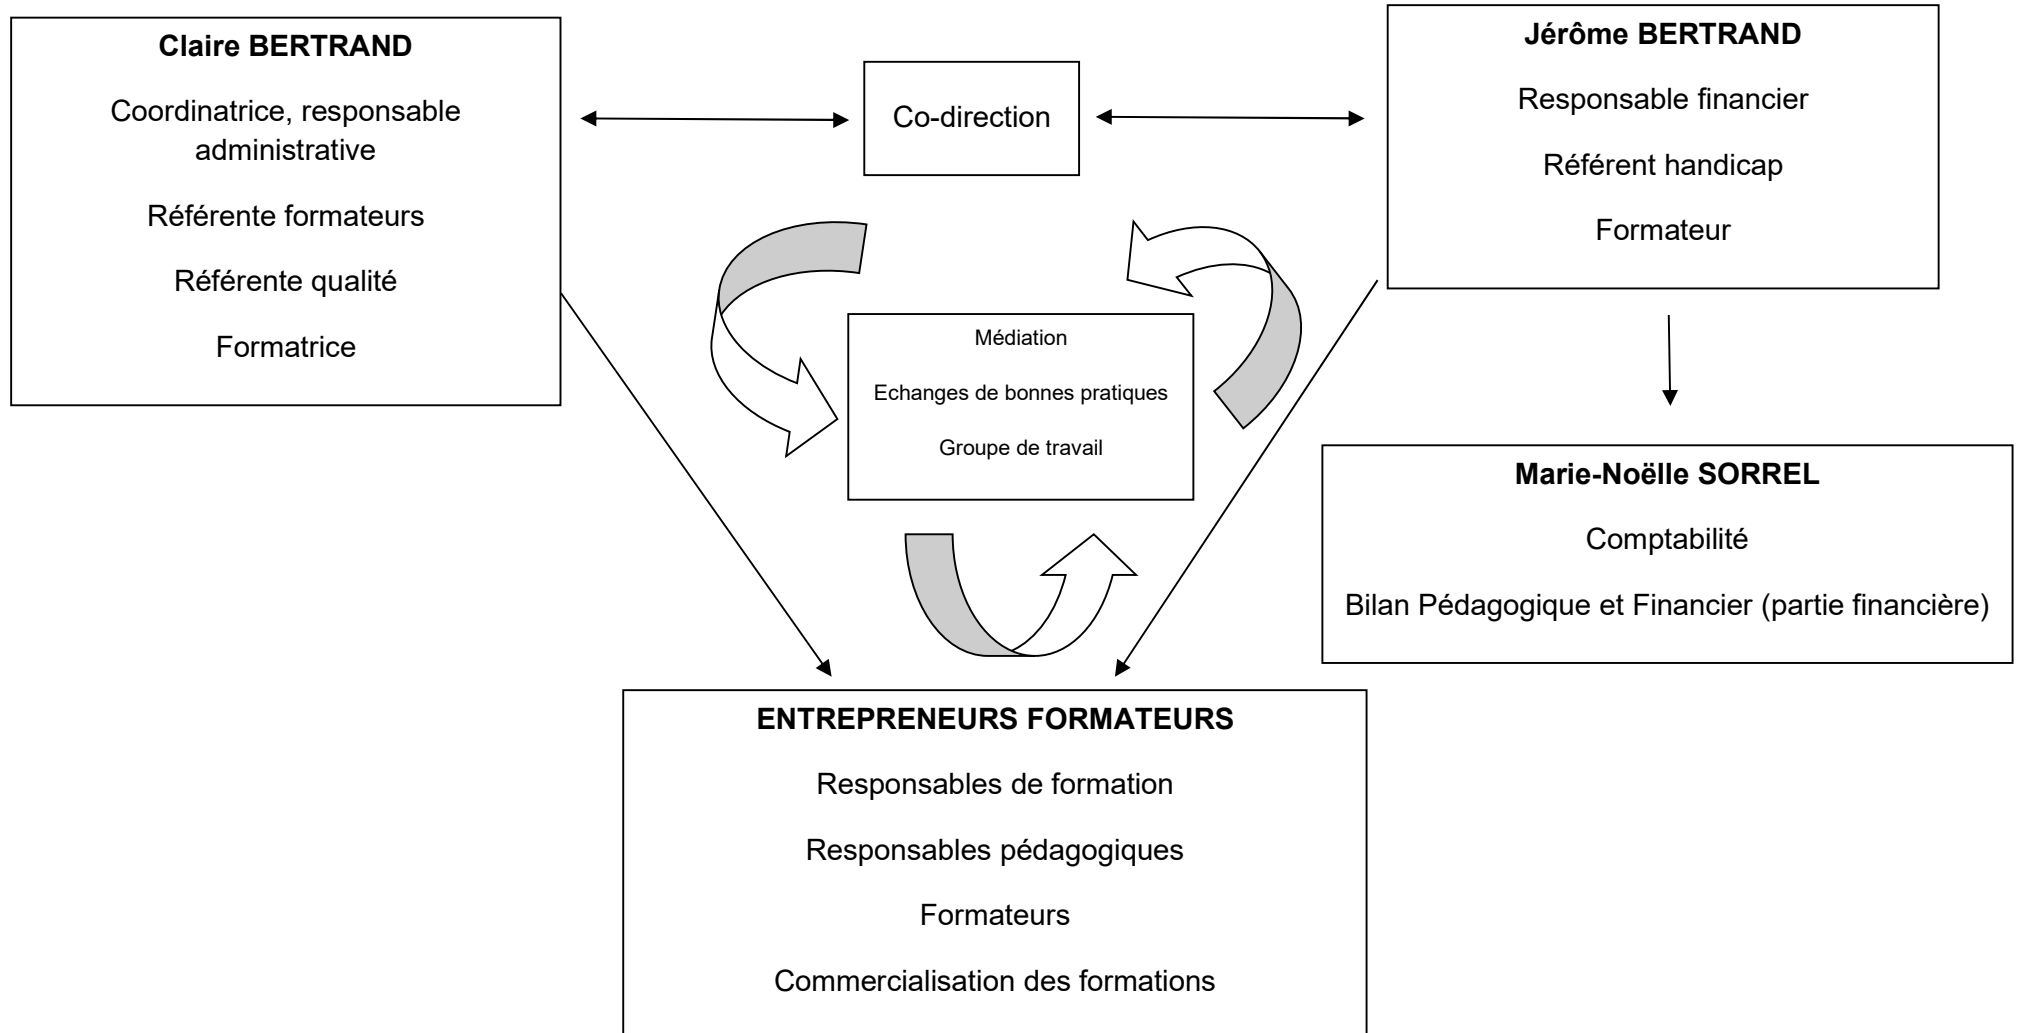 Claire BERTRAND
Coordinatrice, responsable
administrative
Référente formateurs
Référente qualité
Formatrice
Co-direction
Jérôme BERTRAND
Responsable financier
Référent handicap
Formateur
Médiation
Echanges de bonnes pratiques
Groupe de travail
Marie-Noëlle SORREL
Comptabilité
Bilan Pédagogique et Financier (partie financière)
ENTREPRENEURS FORMATEURS
Responsables de formation
Responsables pédagogiques
Formateurs
Commercialisation des formations